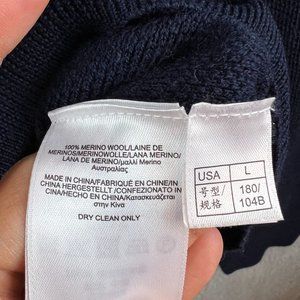 100% MERINO WOOL/LAINE DE
MERINOS/MERINOWOLLE/LANA MERINO/
LANA DE MERINO/μαλλί Merino
Αυστραλίας
MADE IN CHINA/FABRIQUÉ EN CHINE/IN
CHINA HERGESTELLT /CONFEZIONATO IN
CINA/HECHO EN CHINA/Κατασκευάζεται
στην Κίνα
DRY CLEAN ONLY
USA L
号型/ 180/
规格 104B